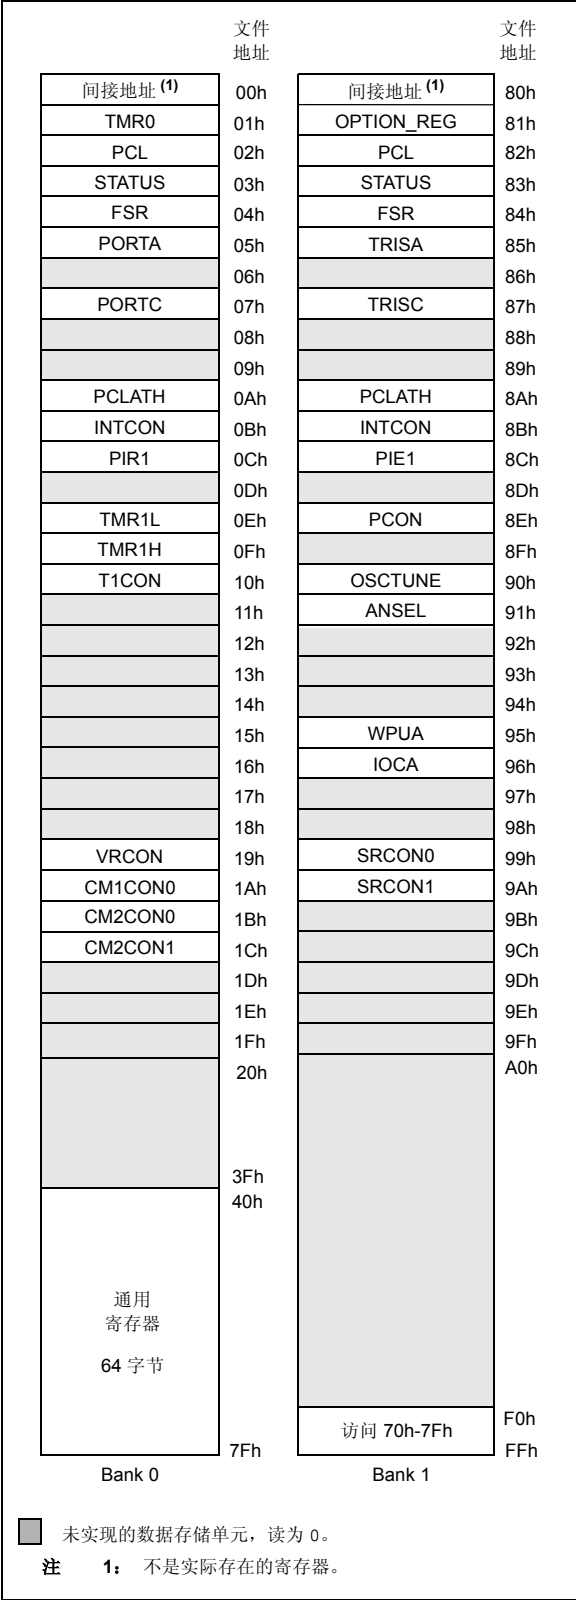 文件 文件
地址 地址
间接地址(1) 00h 间接地址(1) 80h
TMR0 01h OPTION_REG 81h
PCL 02h PCL 82h
STATUS 03h STATUS 83h
FSR 04h FSR 84h
PORTA 05h TRISA 85h
06h 86h
PORTC 07h TRISC 87h
08h 88h
09h 89h
PCLATH 0Ah PCLATH 8Ah
INTCON 0Bh INTCON 8Bh
PIR1 0Ch PIE1 8Ch
0Dh 8Dh
TMR1L 0Eh PCON 8Eh
TMR1H 0Fh 8Fh
T1CON 10h OSCTUNE 90h
11h ANSEL 91h
12h 92h
13h 93h
14h 94h
15h WPUA 95h
16h IOCA 96h
17h 97h
18h 98h
VRCON 19h SRCON0 99h
CM1CON0 1Ah SRCON1 9Ah
CM2CON0 1Bh 9Bh
CM2CON1 1Ch 9Ch
1Dh 9Dh
1Eh 9Eh
1Fh 9Fh
20h A0h
3Fh
40h
通用
寄存器
64 字节
访问 70h-7Fh F0h
7Fh FFh
Bank 0 Bank 1
未实现的数据存储单元，读为 0。
注 1： 不是实际存在的寄存器。